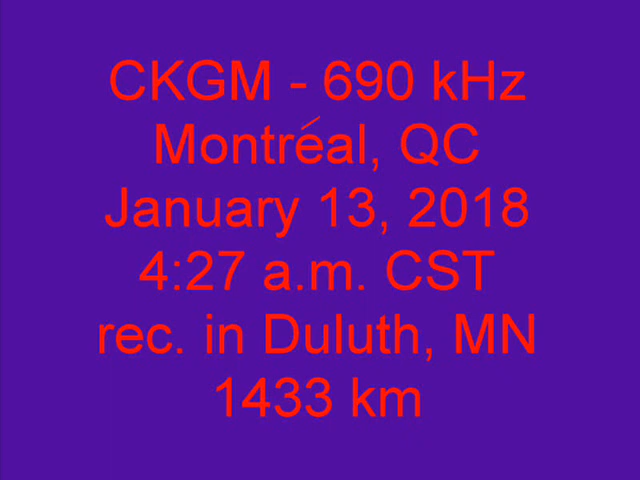 CKGM - 690 kHz
Montréal, QC
January 13, 2018
4:27 a.m. CST
rec. in Duluth, MN
1433 km